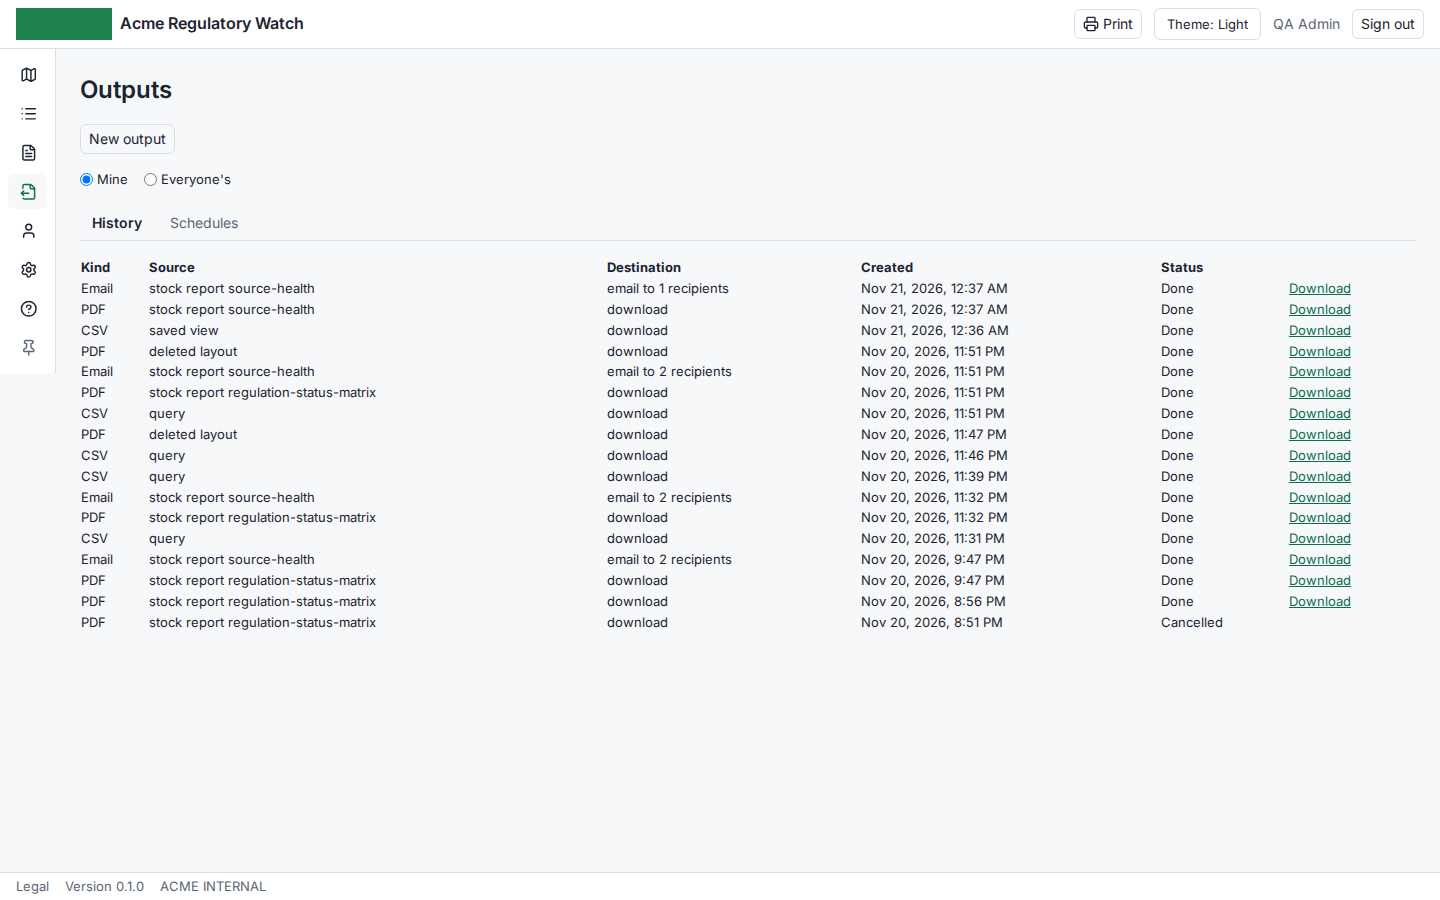 Acme Regulatory Watch
Print
Theme: Light
QA Admin
Sign out
Outputs
New output
Mine Everyone's
History Schedules
Kind Source Destination Created Status
Email stock report source-health email to 1 recipients Nov 21, 2026, 12:37 AM Done Download
PDF stock report source-health download Nov 21, 2026, 12:37 AM Done Download
CSV saved view download Nov 21, 2026, 12:36 AM Done Download
PDF deleted layout download Nov 20, 2026, 11:51 PM Done Download
Email stock report source-health email to 2 recipients Nov 20, 2026, 11:51 PM Done Download
PDF stock report regulation-status-matrix download Nov 20, 2026, 11:51 PM Done Download
CSV query download Nov 20, 2026, 11:51 PM Done Download
PDF deleted layout download Nov 20, 2026, 11:47 PM Done Download
CSV query download Nov 20, 2026, 11:46 PM Done Download
CSV query download Nov 20, 2026, 11:39 PM Done Download
Email stock report source-health email to 2 recipients Nov 20, 2026, 11:32 PM Done Download
PDF stock report regulation-status-matrix download Nov 20, 2026, 11:32 PM Done Download
CSV query download Nov 20, 2026, 11:31 PM Done Download
Email stock report source-health email to 2 recipients Nov 20, 2026, 9:47 PM Done Download
PDF stock report regulation-status-matrix download Nov 20, 2026, 9:47 PM Done Download
PDF stock report regulation-status-matrix download Nov 20, 2026, 8:56 PM Done Download
PDF stock report regulation-status-matrix download Nov 20, 2026, 8:51 PM Cancelled
Legal Version 0.1.0 ACME INTERNAL